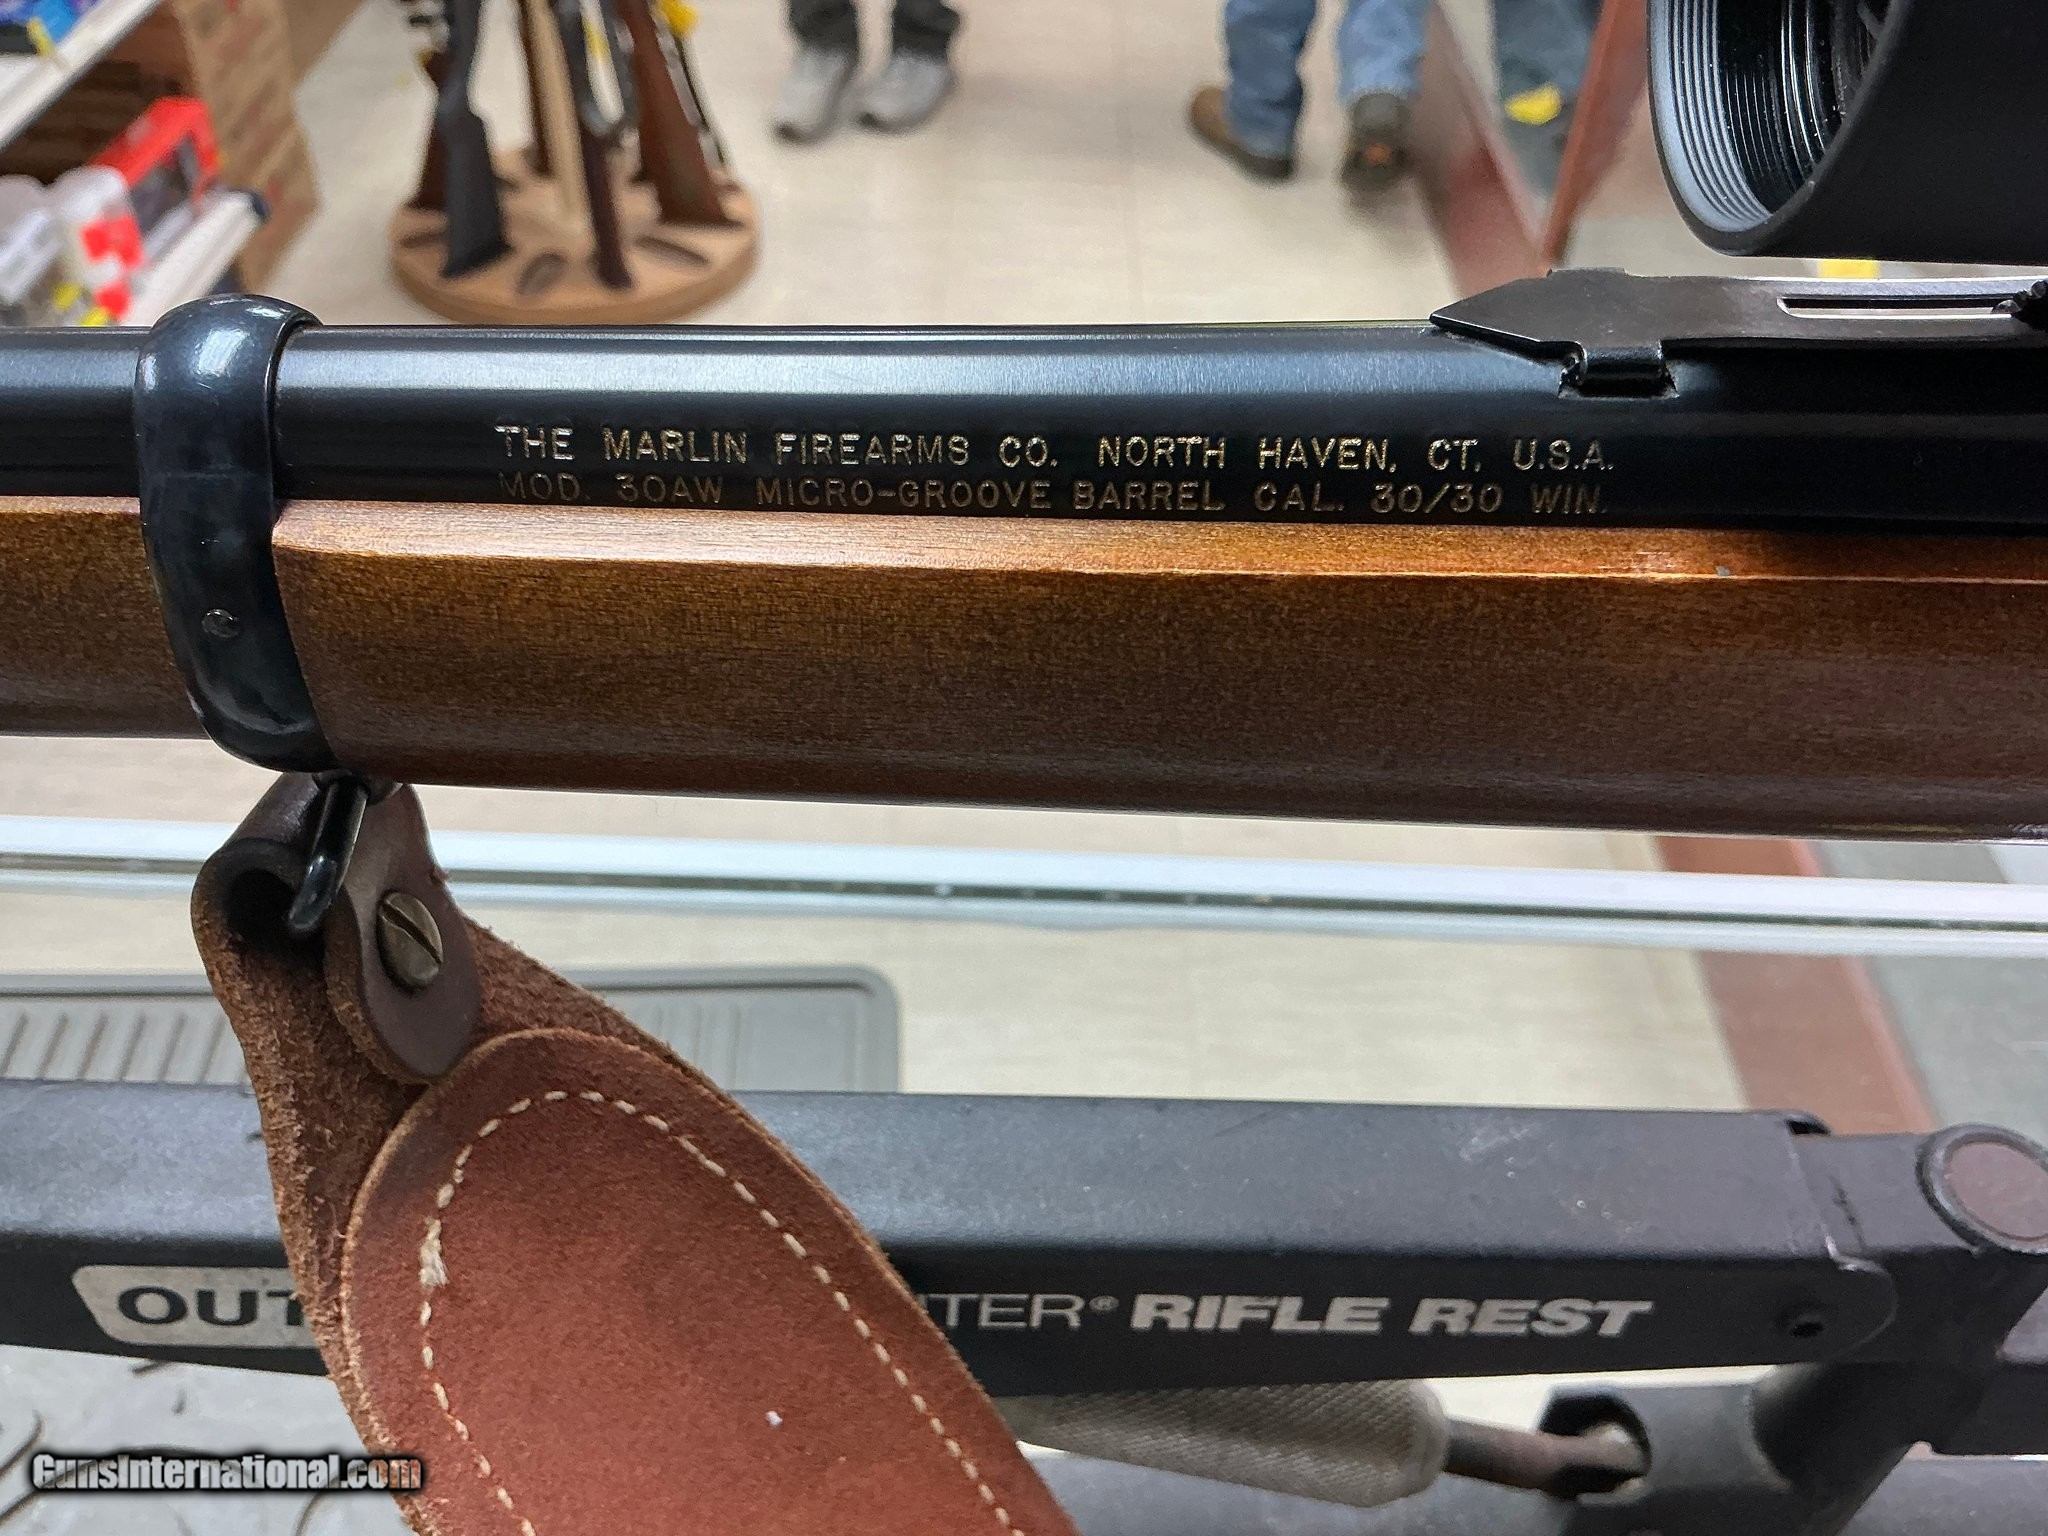 THE MARLIN FIREARMS CO. NORTH HAVEN, CT, U.S.A.
MOD. 30AW MICRO-GROOVE BARREL CAL. 30/30 WIN.
RIFLE REST
GunsInternational.com